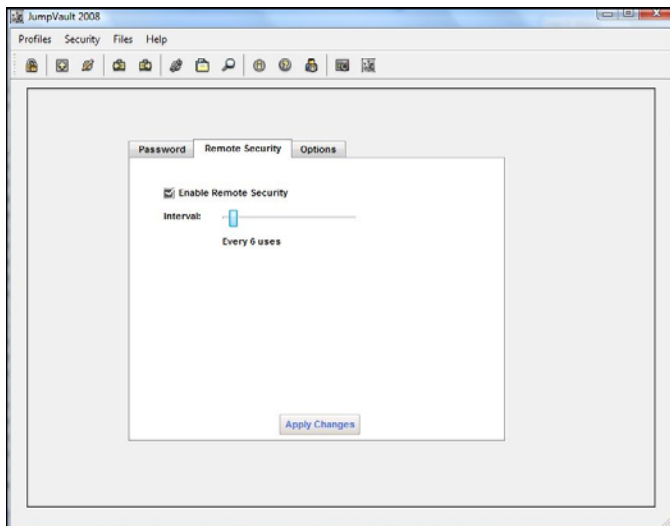 JumpVault 2008
Profiles Security Files Help
Password Remote Security Options
Enable Remote Security
Interval:
Every 6 uses
Apply Changes